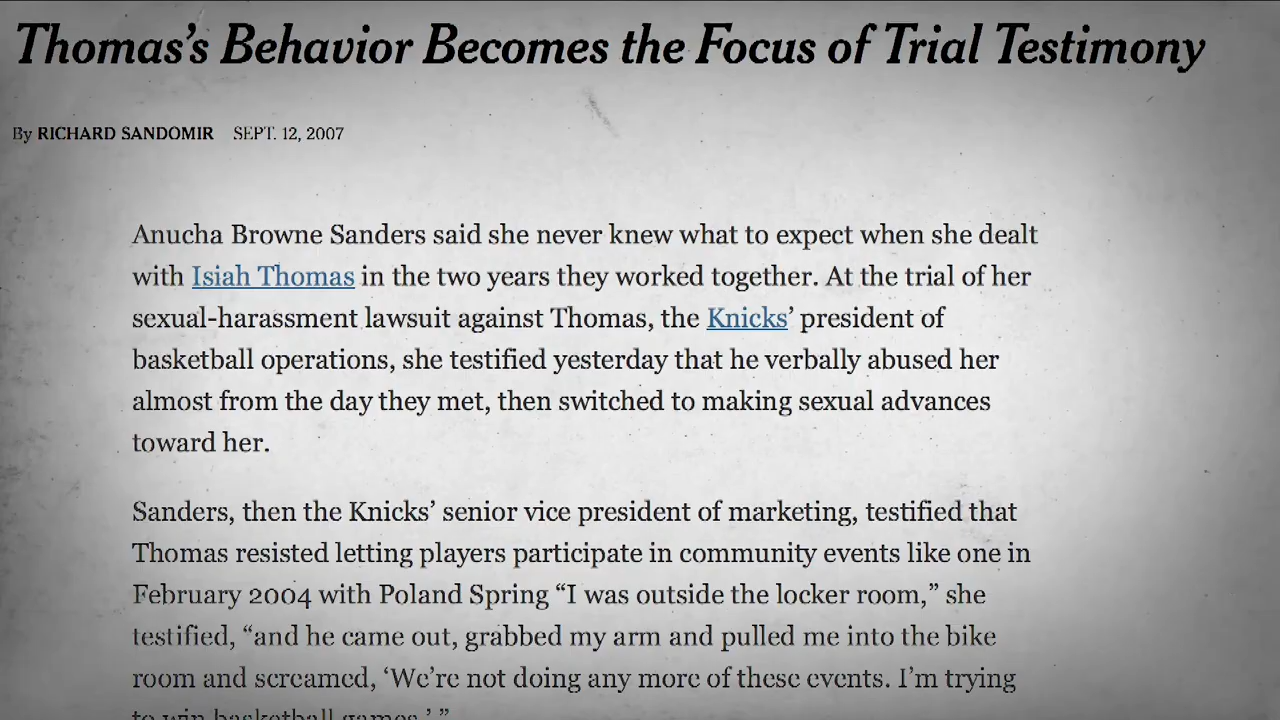 Thomas’s Behavior Becomes the Focus of Trial Testimony
By RICHARD SANDOMIR SEPT. 12, 2007
Anucha Browne Sanders said she never knew what to expect when she dealt
with Isiah Thomas in the two years they worked together. At the trial of her
sexual-harassment lawsuit against Thomas, the Knicks’ president of
basketball operations, she testified yesterday that he verbally abused her
almost from the day they met, then switched to making sexual advances
toward her.
Sanders, then the Knicks’ senior vice president of marketing, testified that
Thomas resisted letting players participate in community events like one in
February 2004 with Poland Spring “I was outside the locker room,” she
testified, “and he came out, grabbed my arm and pulled me into the bike
room and screamed, ‘We’re not doing any more of these events. I’m trying
to win basketball games.’ ”